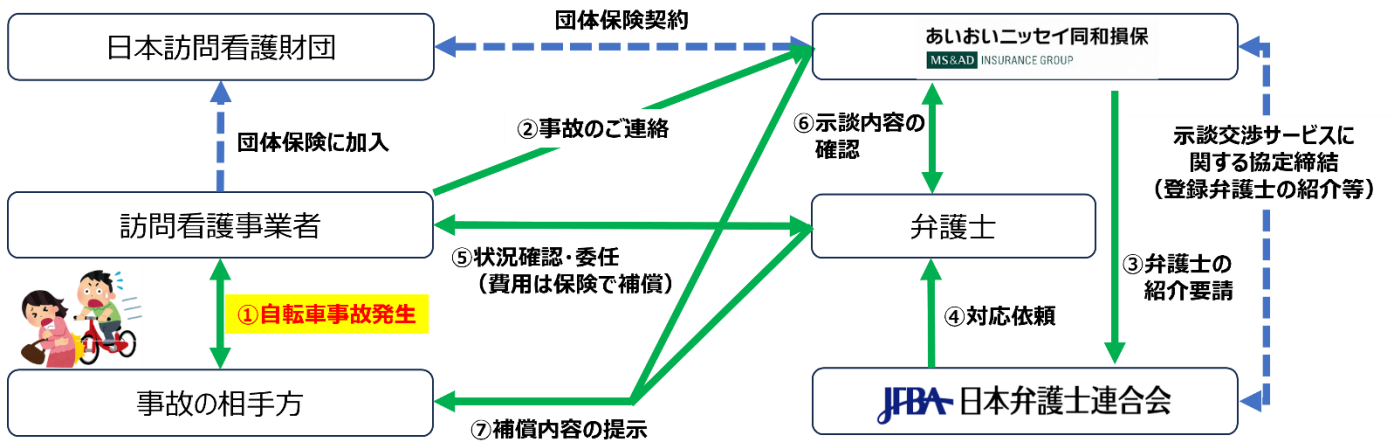 日本訪問看護財団
団体保険契約
あいおいニッセイ同和損保
MS&AD INSURANCE GROUP
団体保険に加入
②事故のご連絡
⑥示談内容の
確認
示談交渉サービスに
関する協定締結
（登録弁護士の紹介等）
訪問看護事業者
弁護士
⑤状況確認・委任
（費用は保険で補償）
③弁護士の
紹介要請
①自転車事故発生
④対応依頼
事故の相手方
JFBA 日本弁護士連合会
⑦補償内容の提示